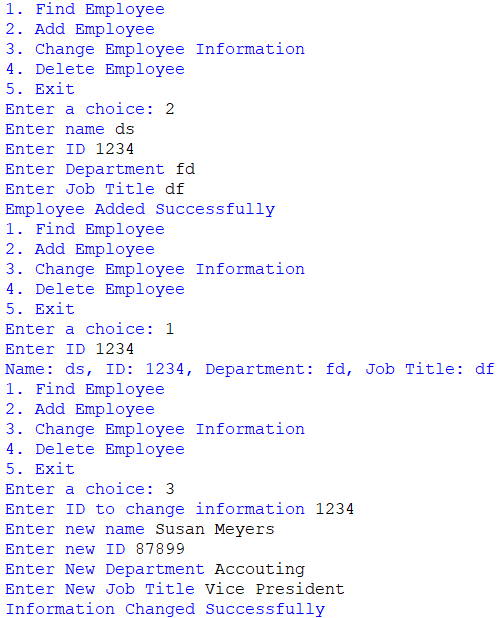 1. Find Employee
2. Add Employee
3. Change Employee Information
4. Delete Employee
5. Exit
Enter a choice: 2
Enter name ds
Enter ID 1234
Enter Department fd
Enter Job Title df
Employee Added Successfully
1. Find Employee
2. Add Employee
3. Change Employee Information
4. Delete Employee
5. Exit
Enter a choice: 1
Enter ID 1234
Name: ds, ID: 1234, Department: fd, Job Title: df
1. Find Employee
2. Add Employee
3. Change Employee Information
4. Delete Employee
5. Exit
Enter a choice: 3
Enter ID to change information 1234
Enter new name Susan Meyers
Enter new ID 87899
Enter New Department Accouting
Enter New Job Title Vice President
Information Changed Successfully